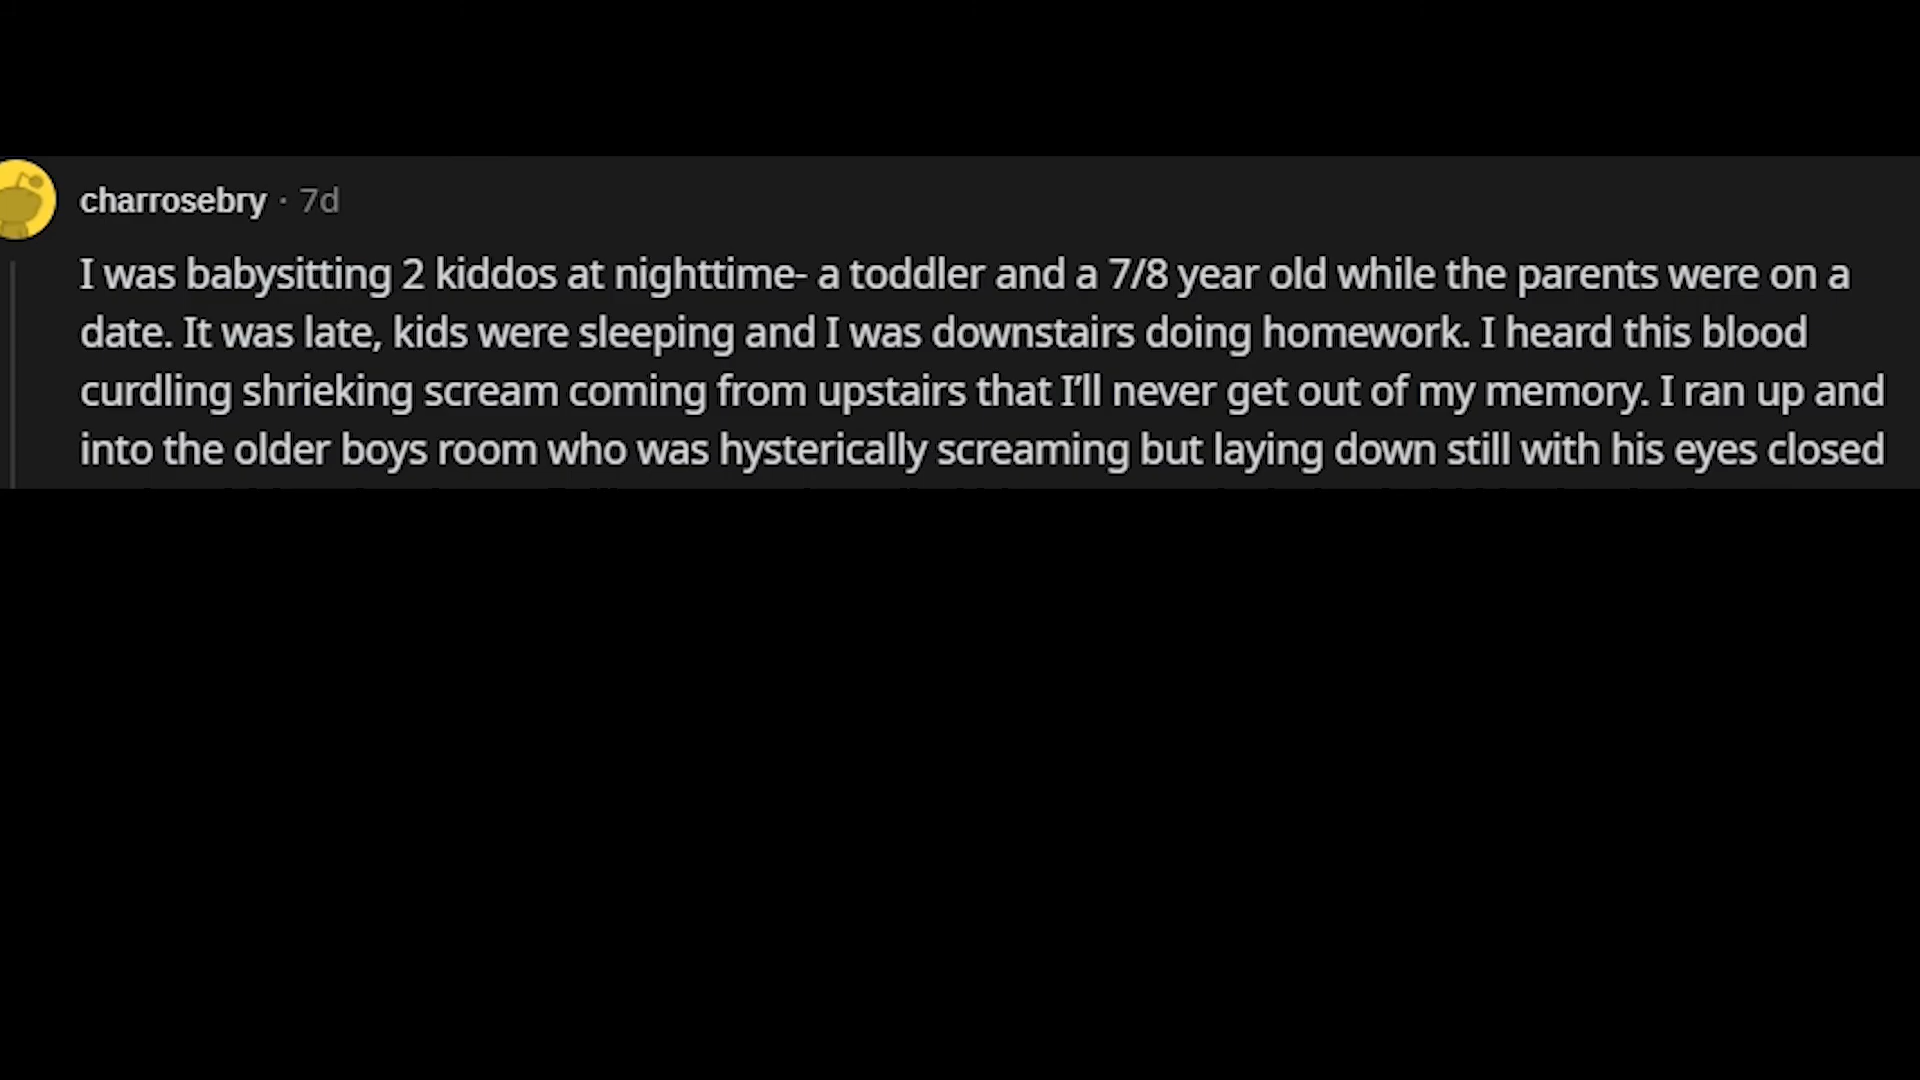 charrosebry · 7d
I was babysitting 2 kiddos at nighttime- a toddler and a 7/8 year old while the parents were on a
date. It was late, kids were sleeping and I was downstairs doing homework. I heard this blood
curdling shrieking scream coming from upstairs that I’ll never get out of my memory. I ran up and
into the older boys room who was hysterically screaming but laying down still with his eyes closed